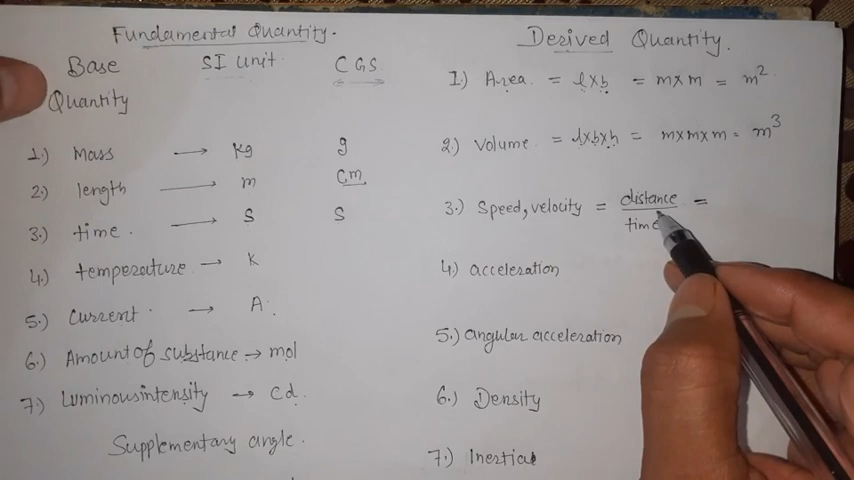 Fundamental Quantity.
Base Quantity SI Unit CGS
1.) Mass → Kg g
2.) length → m Cm
3.) time. → S S
4.) temperature → K
5.) Current. → A.
6.) Amount of substance → mol
7.) Luminous intensity → Cd.
Supplementary angle.
Derived Quantity.
1) Area = l×b = m×m = m²
2.) Volume = l×b×h = m×m×m = m³
3.) Speed, velocity = distance / time =
4.) acceleration
5.) angular acceleration
6.) Density
7.) Inertia